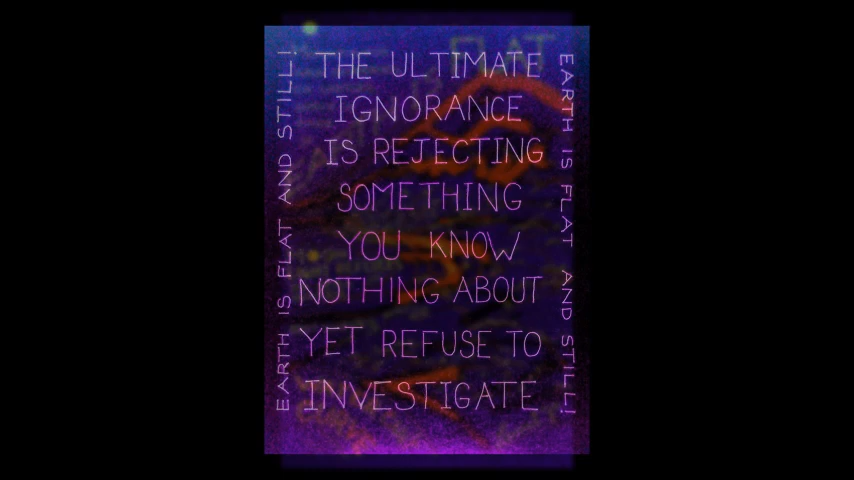 THE ULTIMATE
IGNORANCE
IS REJECTING
SOMETHING
YOU KNOW
NOTHING ABOUT
YET REFUSE TO
INVESTIGATE
EARTH IS FLAT AND STILL!
EARTH IS FLAT AND STILL!